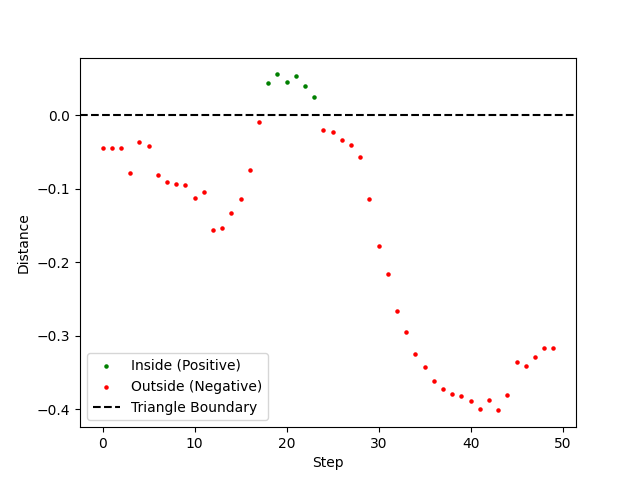 0.0
−0.1
−0.2
−0.3
−0.4
Distance
Inside (Positive)
Outside (Negative)
Triangle Boundary
0 10 20 30 40 50
Step